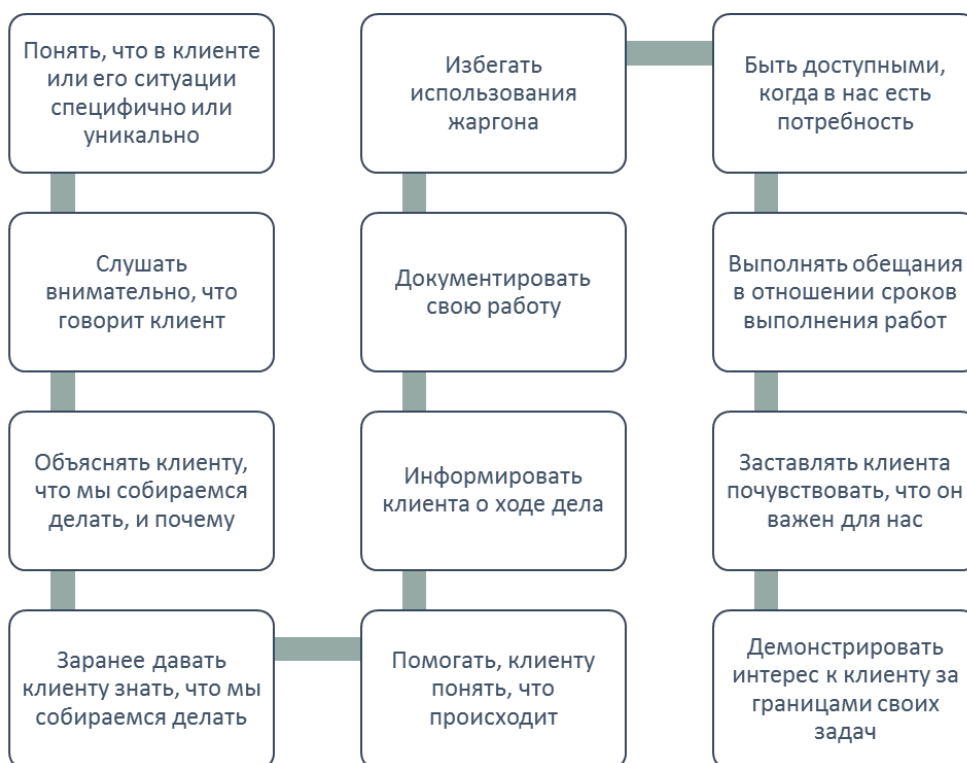 Понять, что в клиенте
или его ситуации
специфично или
уникально
Слушать
внимательно, что
говорит клиент
Объяснять клиенту,
что мы собираемся
делать, и почему
Заранее давать
клиенту знать, что мы
собираемся делать
Помогать, клиенту
понять, что
происходит
Информировать
клиента о ходе дела
Документировать
свою работу
Избегать
использования
жаргона
Быть доступными,
когда в нас есть
потребность
Выполнять обещания
в отношении сроков
выполнения работ
Заставлять клиента
почувствовать, что он
важен для нас
Демонстрировать
интерес к клиенту за
границами своих
задач